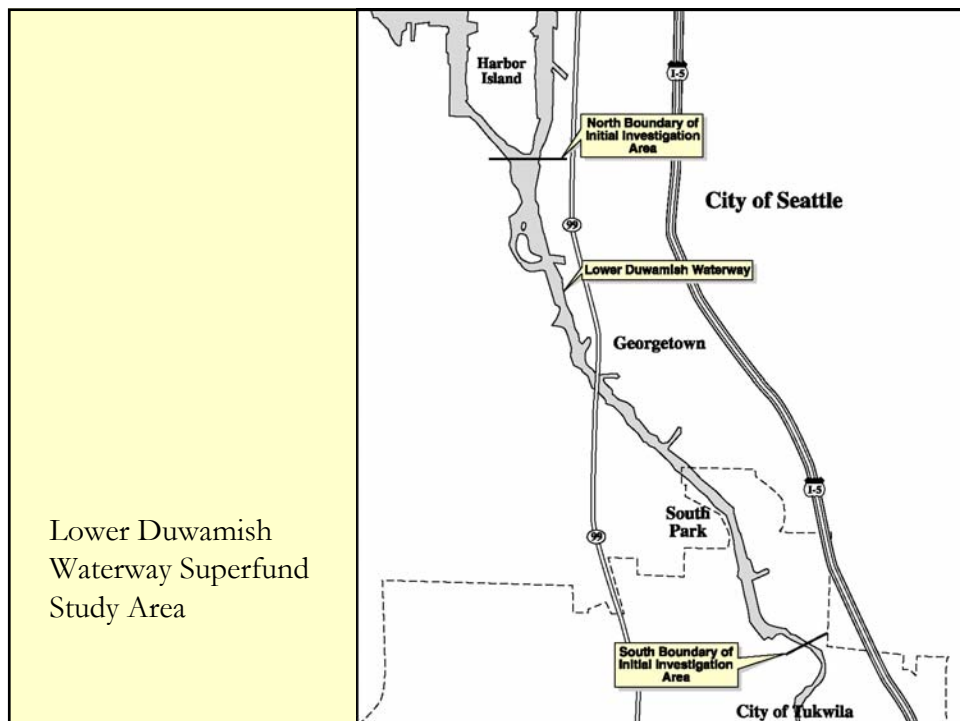 Lower Duwamish
Waterway Superfund
Study Area
Harbor
Island
I-5
North Boundary of
Initial Investigation
Area
City of Seattle
99
Lower Duwamish Waterway
Georgetown
I-5
South
Park
99
South Boundary of
Initial Investigation
Area
City of Tukwila